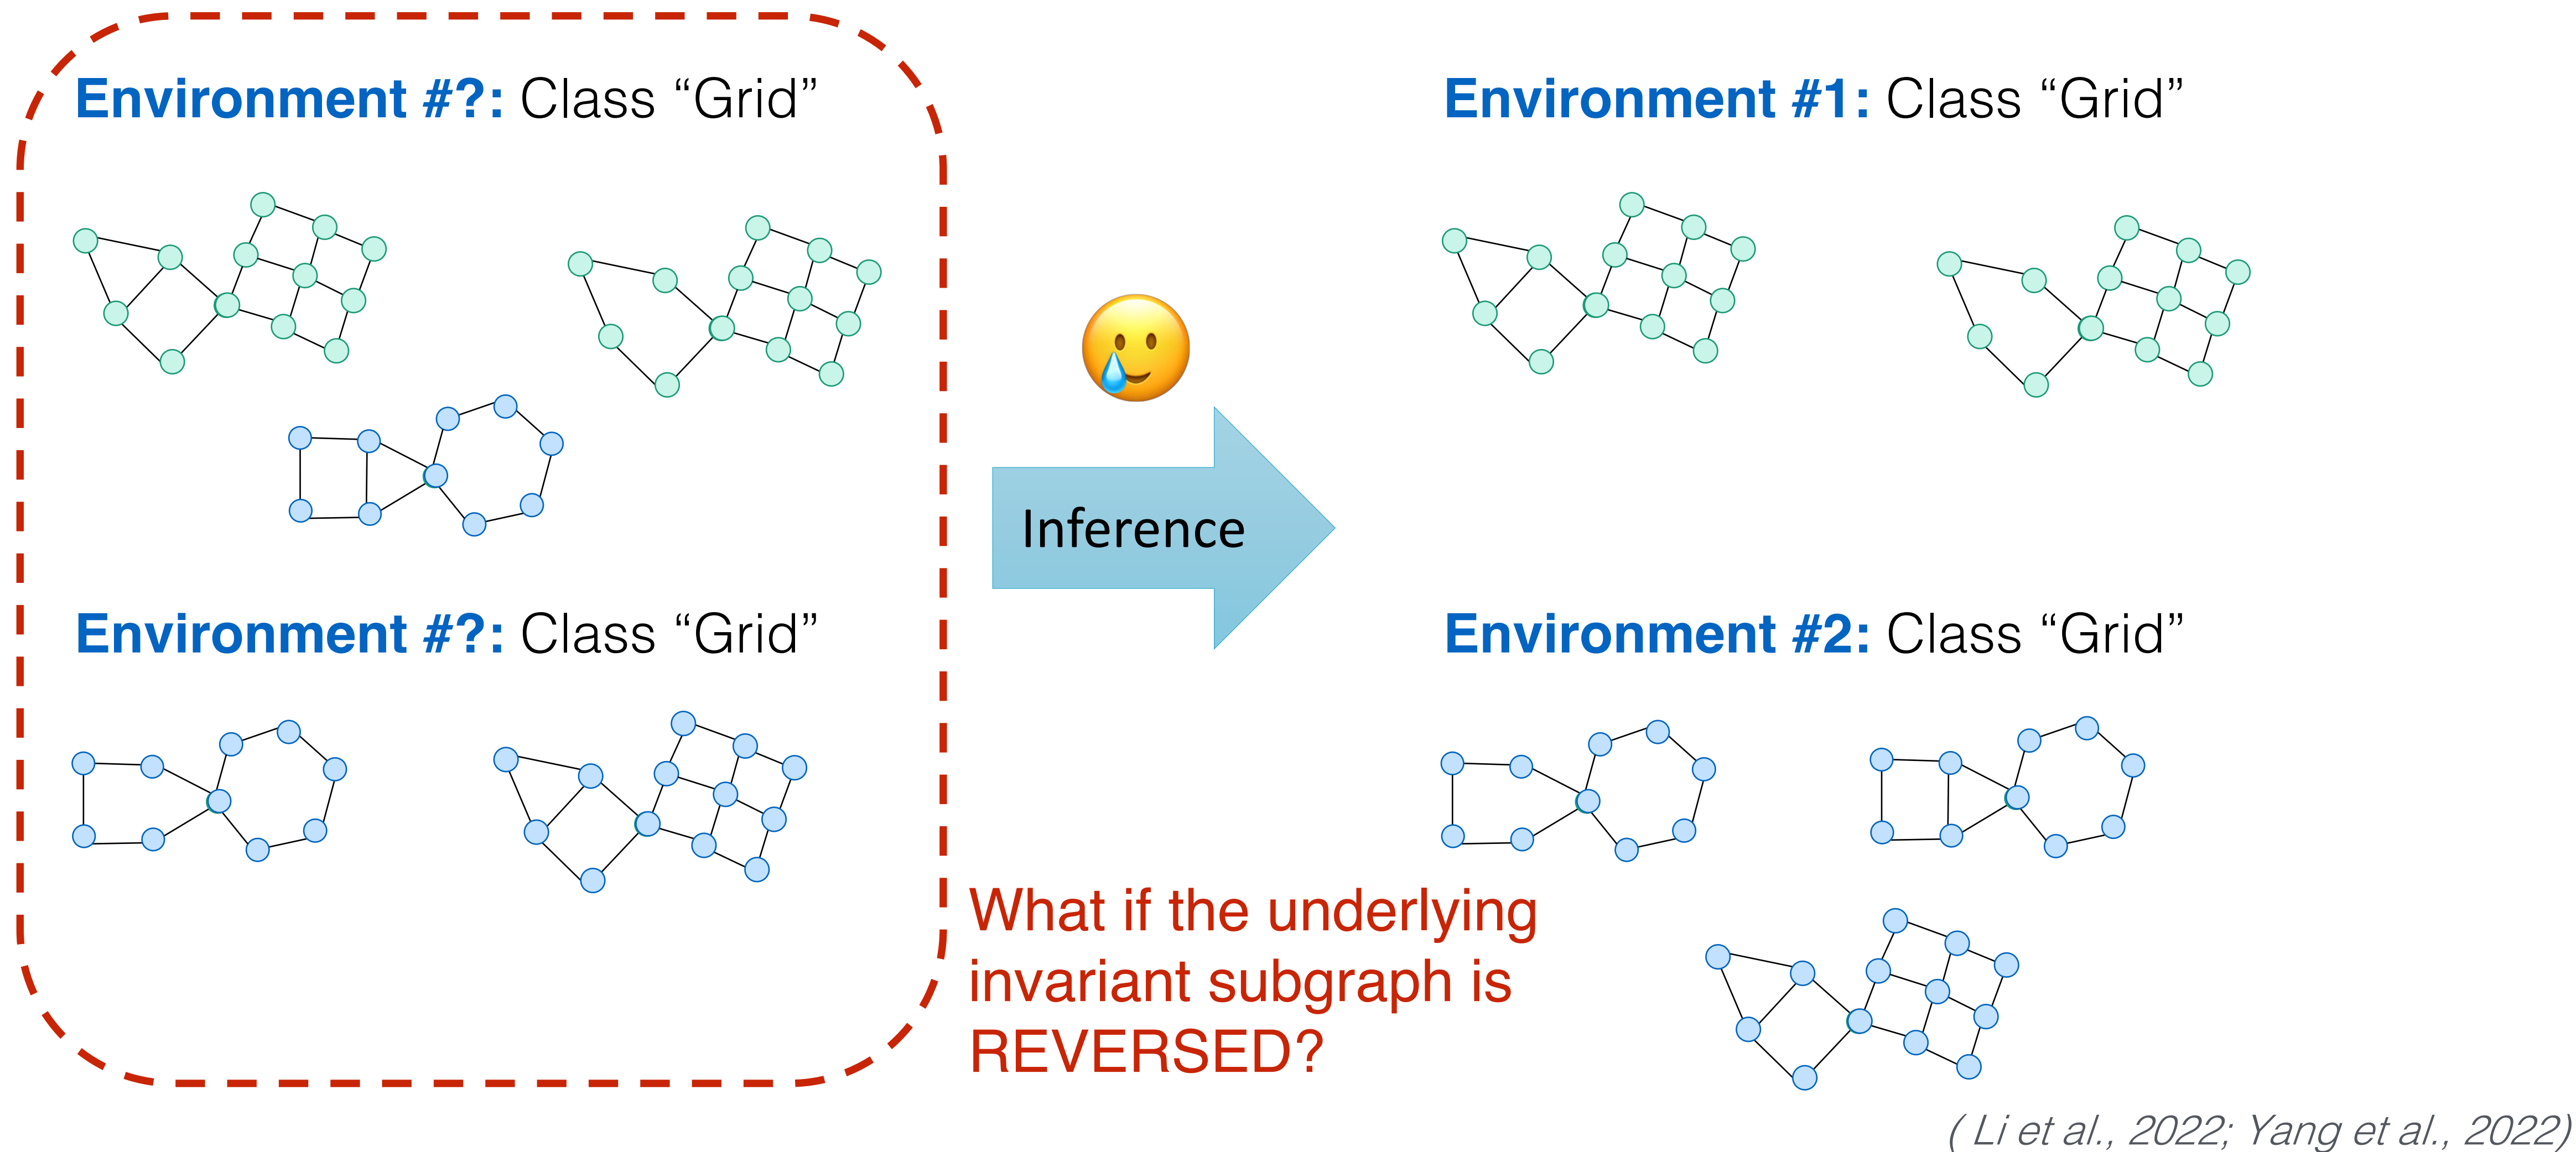 Environment #?: Class “Grid”
Environment #1: Class “Grid”
Inference
Environment #?: Class “Grid”
Environment #2: Class “Grid”
What if the underlying
invariant subgraph is
REVERSED?
( Li et al., 2022; Yang et al., 2022)